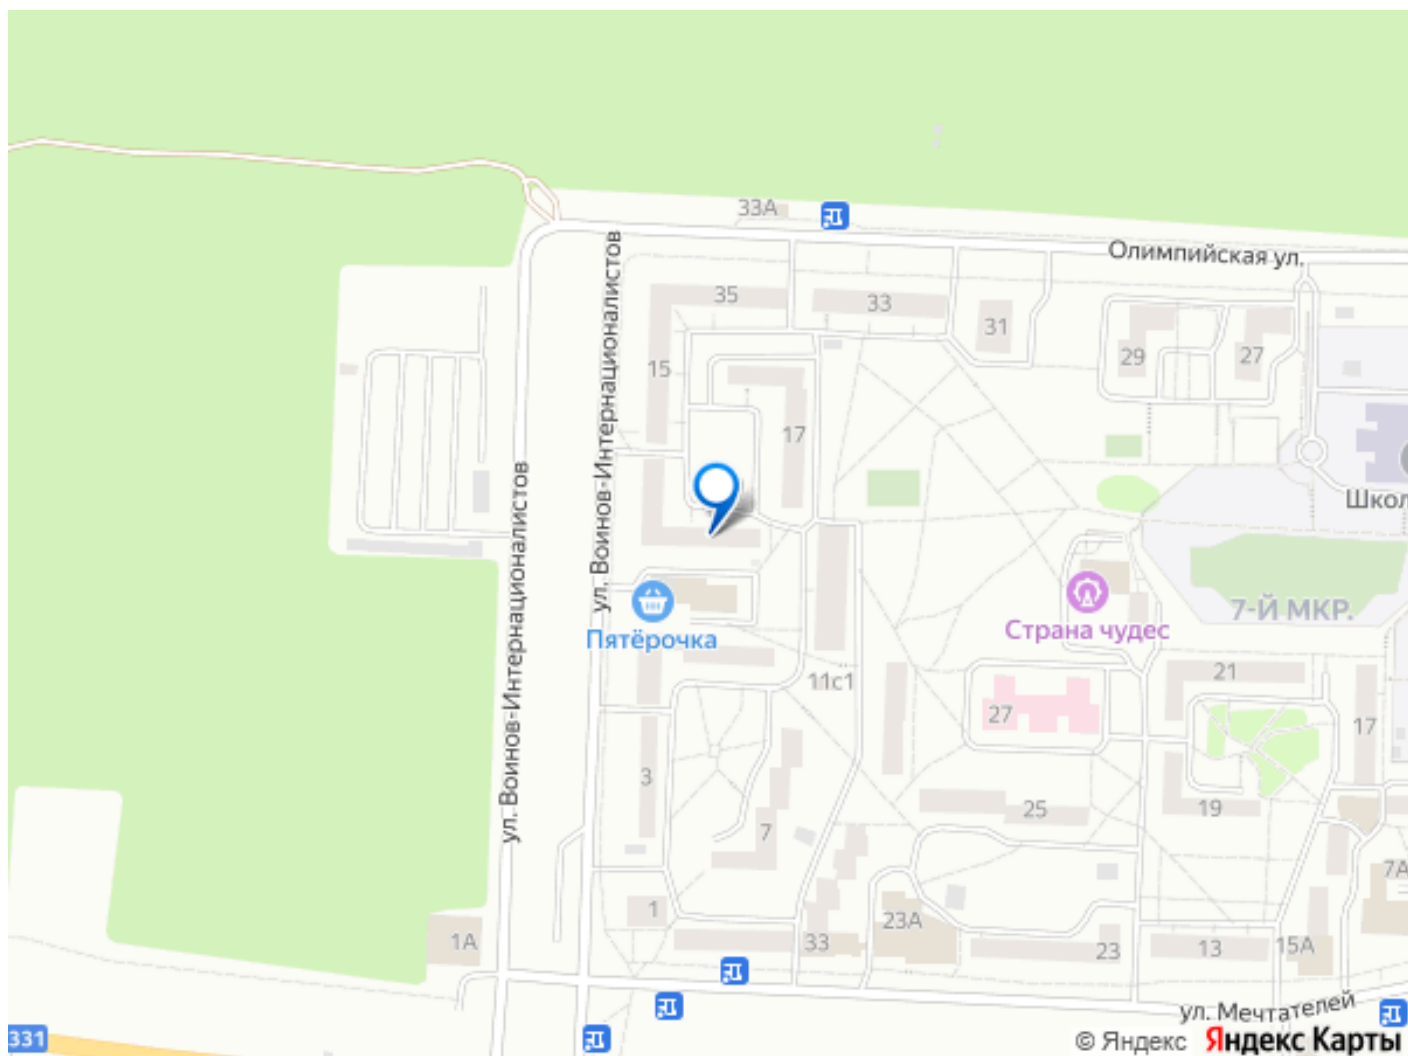 33А
Олимпийская ул.
ул. Воинов-Интернационалистов
35
33
31
29
27
15
17
ул. Воинов-Интернационалистов
Школ
Пятёрочка
Страна чудес
7-Й МКР.
11с1
27
21
17
3
7
25
19
7А
1
1А
33
23А
23
13
15А
ул. Мечтателей
331
© Яндекс Яндекс Карты